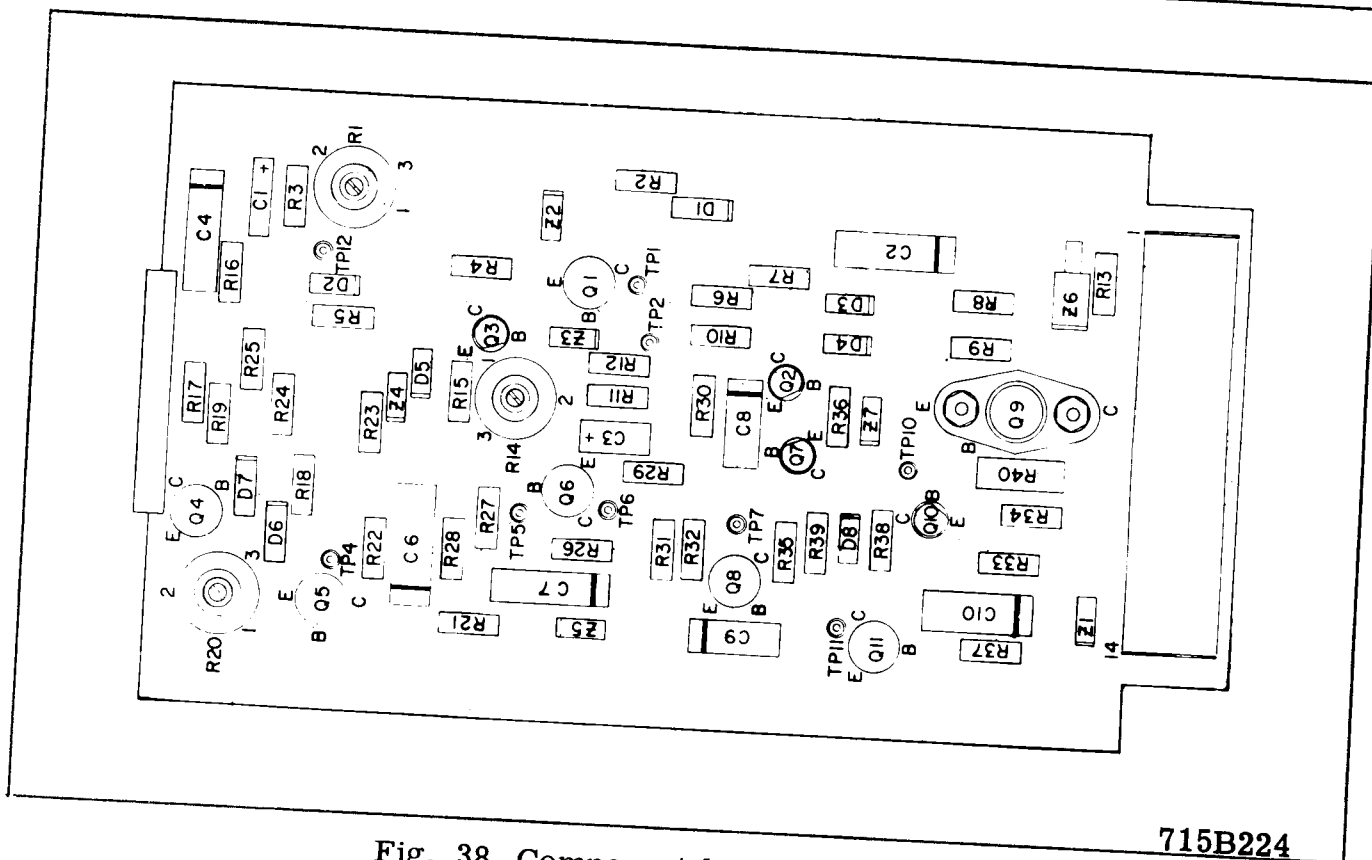 C4
R16
C1 +
R3
2
R1
3
1
TP12
D2
R5
R4
Z2
R2
D1
E
Q1
C
B
TP1
TP2
C
Q3
E
B
Z3
R12
R11
C3 +
R6
R7
R10
D3
D4
C2
R8
R9
Z6
R13
1
R17
R19
R25
R24
R23
Z4
D5
R15
1
2
3
R14
R30
C8
C
Q2
B
E
B
Q7
E
C
R36
Z7
TP10
E
Q9
B
C
R40
R34
R33
C
Q4
B
E
D7
D6
R18
2
3
1
R20
TP4
E
Q5
B
C
R22
C6
R28
R27
R21
TP5
B
Q6
E
C
TP6
R29
R26
C7
Z5
R31
R32
TP7
C
Q8
E
B
C9
R35
R39
D8
R38
C
Q10
B
E
TP11
C
Q11
B
E
C10
R37
Z1
14
715B224
Fig. 38